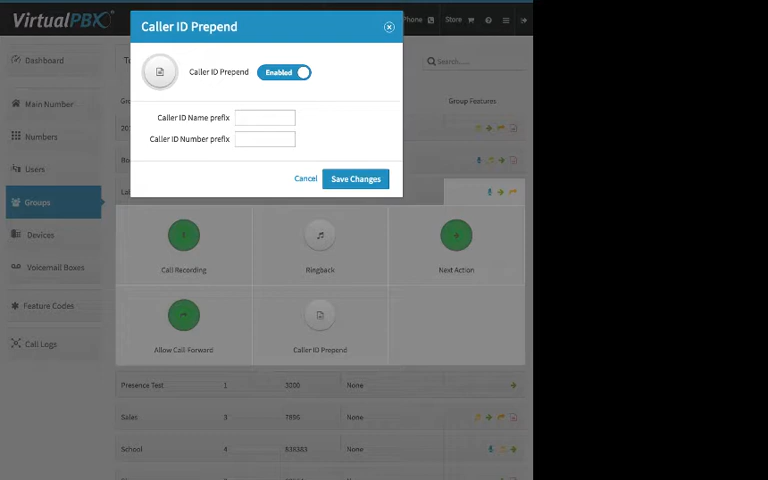 VirtualPBX
Caller ID Prepend
Phone
Store
Dashboard
Caller ID Prepend
Enabled
Search.....
Main Number
Group Features
Caller ID Name prefix
Numbers
Caller ID Number prefix
Users
Cancel
Save Changes
Groups
Devices
Call Recording
Ringback
Next Action
Voicemail Boxes
Feature Codes
Call Logs
Allow Call-Forward
Caller ID Prepend
Presence Test 1 3200 None
Sales 3 7856 None
School 4 838383 None